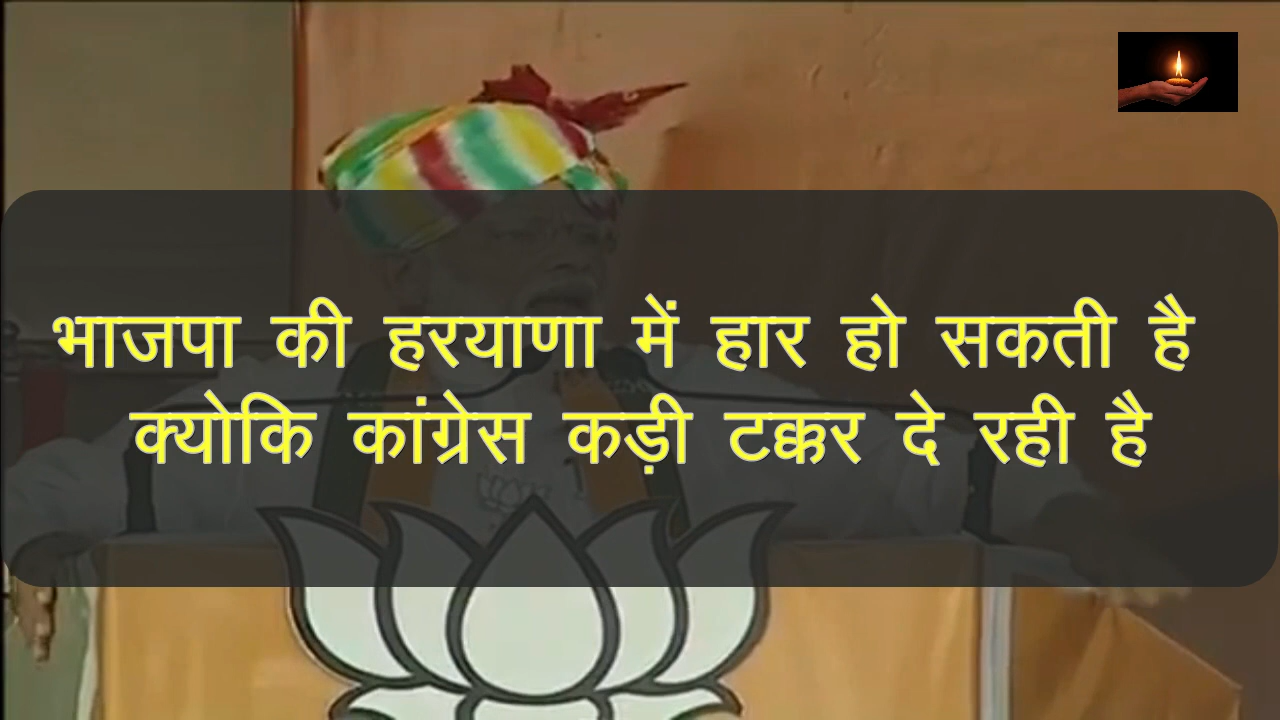 भाजपा की हरयाणा में हार हो सकती है
क्योकि कांग्रेस कड़ी टक्कर दे रही है